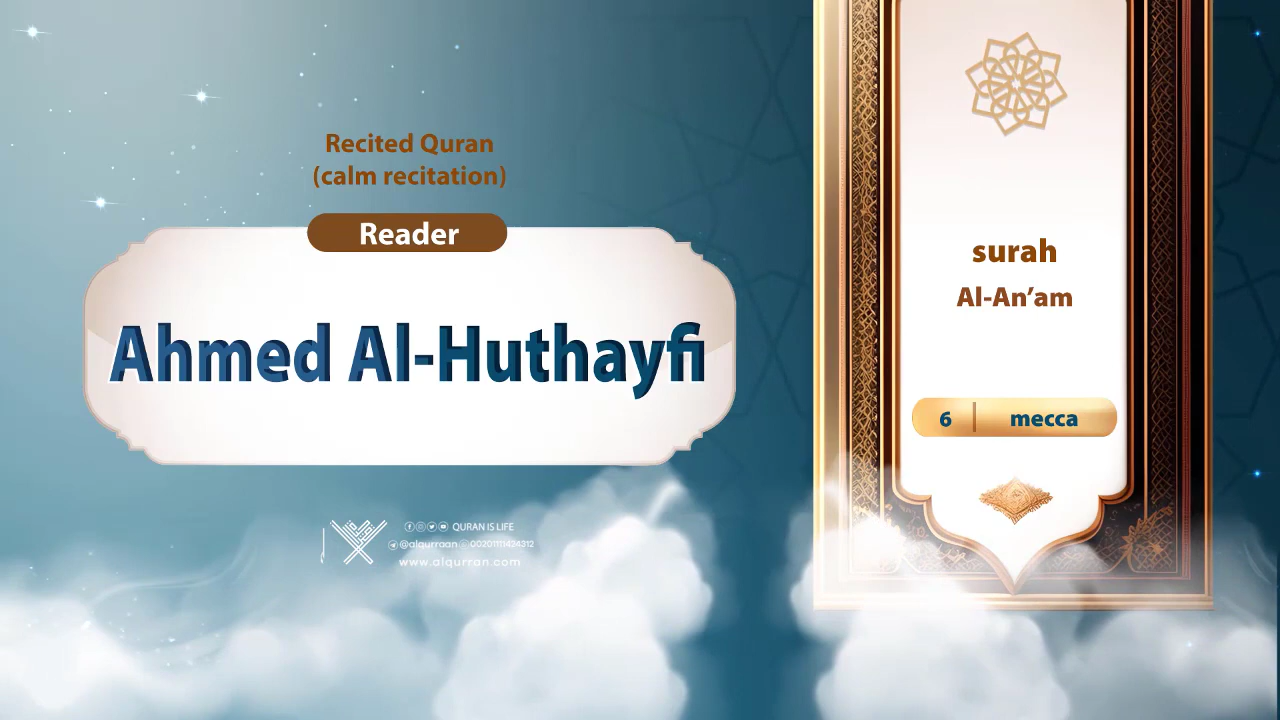 Recited Quran
(calm recitation)
Reader
Ahmed Al-Huthayfi
surah
Al-An’am
6 mecca
QURAN IS LIFE
@alqurraan 00201111424312
www.alqurran.com